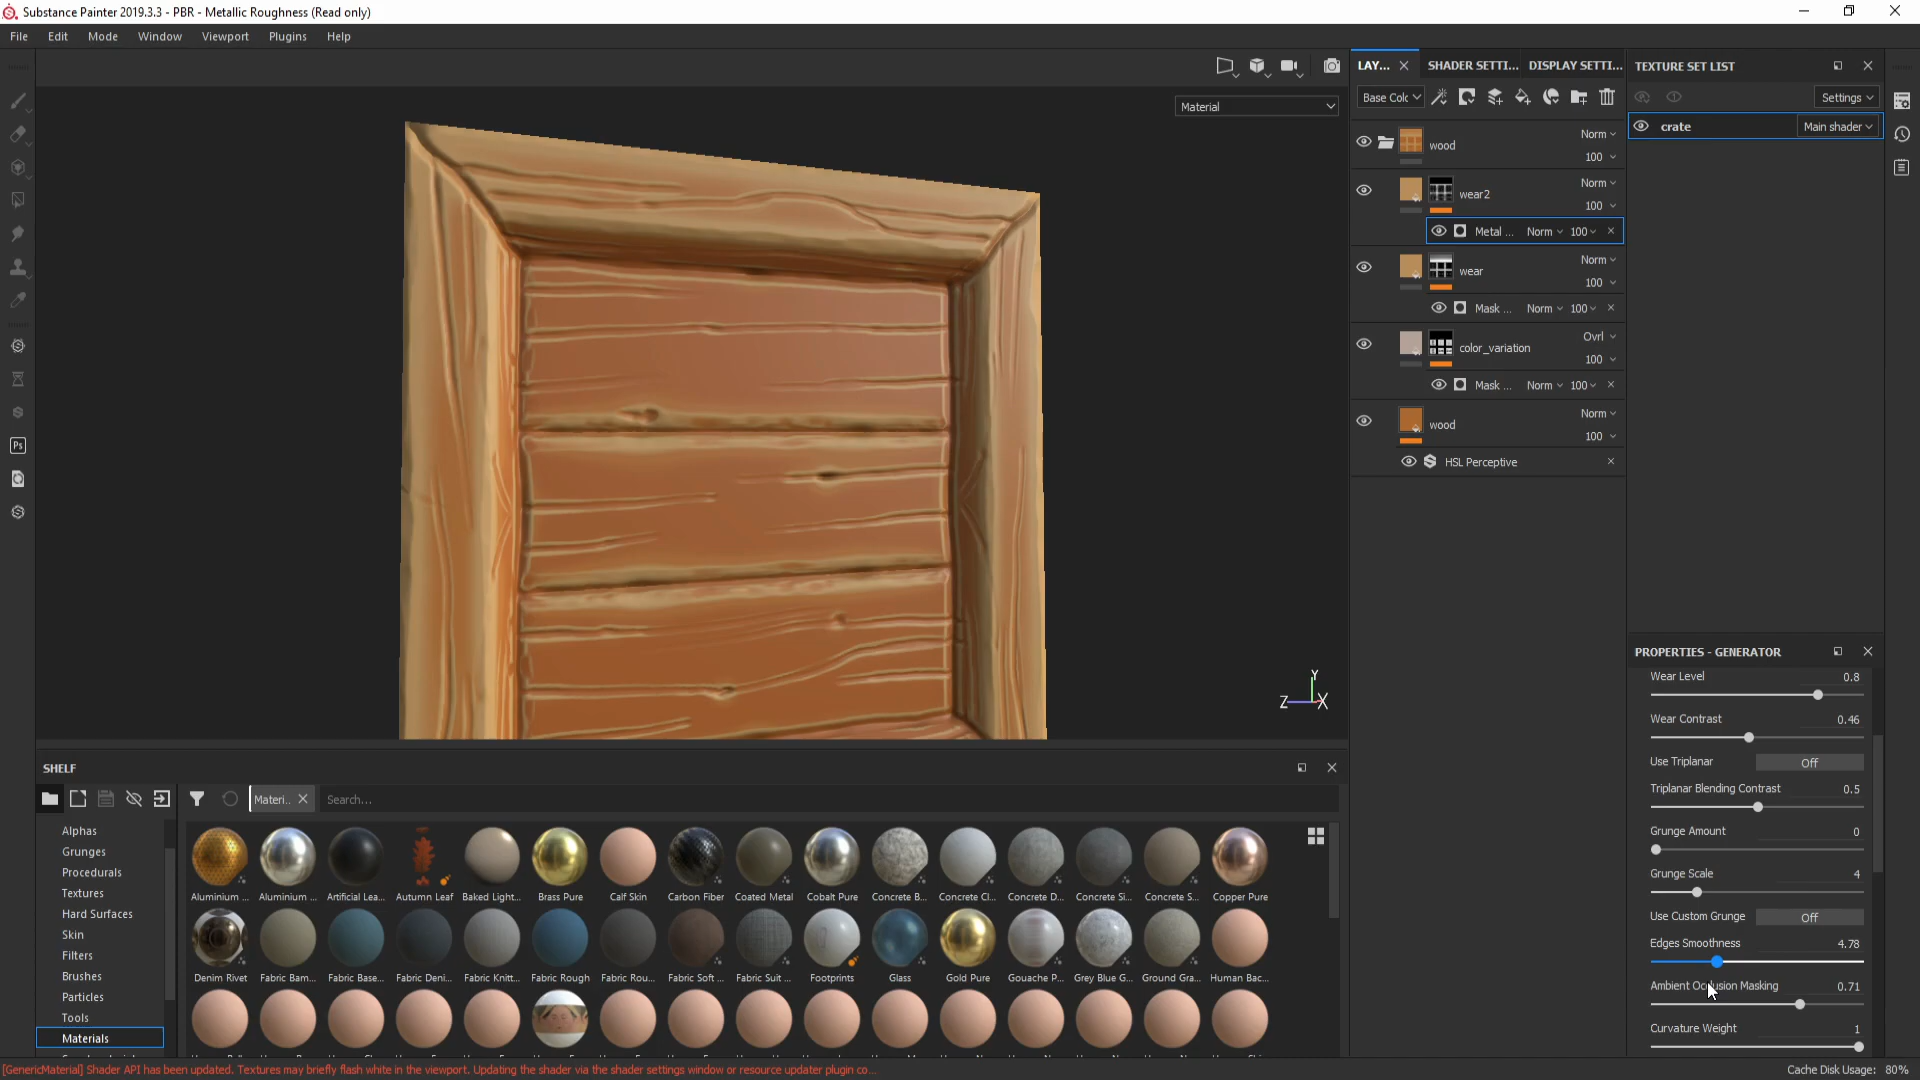 Substance Painter 2019.3.3 - PBR - Metallic Roughness (Read only)
File Edit Mode Window Viewport Plugins Help
Material
Y
Z X
LAY... SHADER SETTI... DISPLAY SETTI...
Base Colc
wood Norm
100
wear2 Norm
100
Metal ... Norm 100
wear Norm
100
Mask ... Norm 100
color_variation Ovrl
100
Mask ... Norm 100
wood Norm
100
HSL Perceptive
TEXTURE SET LIST
Settings
crate Main shader
PROPERTIES - GENERATOR
Wear Level 0.8
Wear Contrast 0.46
Use Triplanar Off
Triplanar Blending Contrast 0.5
Grunge Amount 0
Grunge Scale 4
Use Custom Grunge Off
Edges Smoothness 4.78
Ambient Occlusion Masking 0.71
Curvature Weight 1
Ps
SHELF
Materi.. Search...
Alphas
Grunges
Procedurals
Textures
Hard Surfaces
Skin
Filters
Brushes
Particles
Tools
Materials
Aluminium ... Aluminium ... Artificial Lea... Autumn Leaf Baked Light... Brass Pure Calf Skin Carbon Fiber Coated Metal Cobalt Pure Concrete B... Concrete Cl... Concrete D... Concrete Si... Concrete S... Copper Pure
Denim Rivet Fabric Bam... Fabric Base... Fabric Deni... Fabric Knitt... Fabric Rough Fabric Rou... Fabric Soft ... Fabric Suit ... Footprints Glass Gold Pure Gouache P... Grey Blue G... Ground Gra... Human Bac...
[GenericMaterial] Shader API has been updated. Textures may briefly flash white in the viewport. Updating the shader via the shader settings window or resource updater plugin co...
Cache Disk Usage: 80%